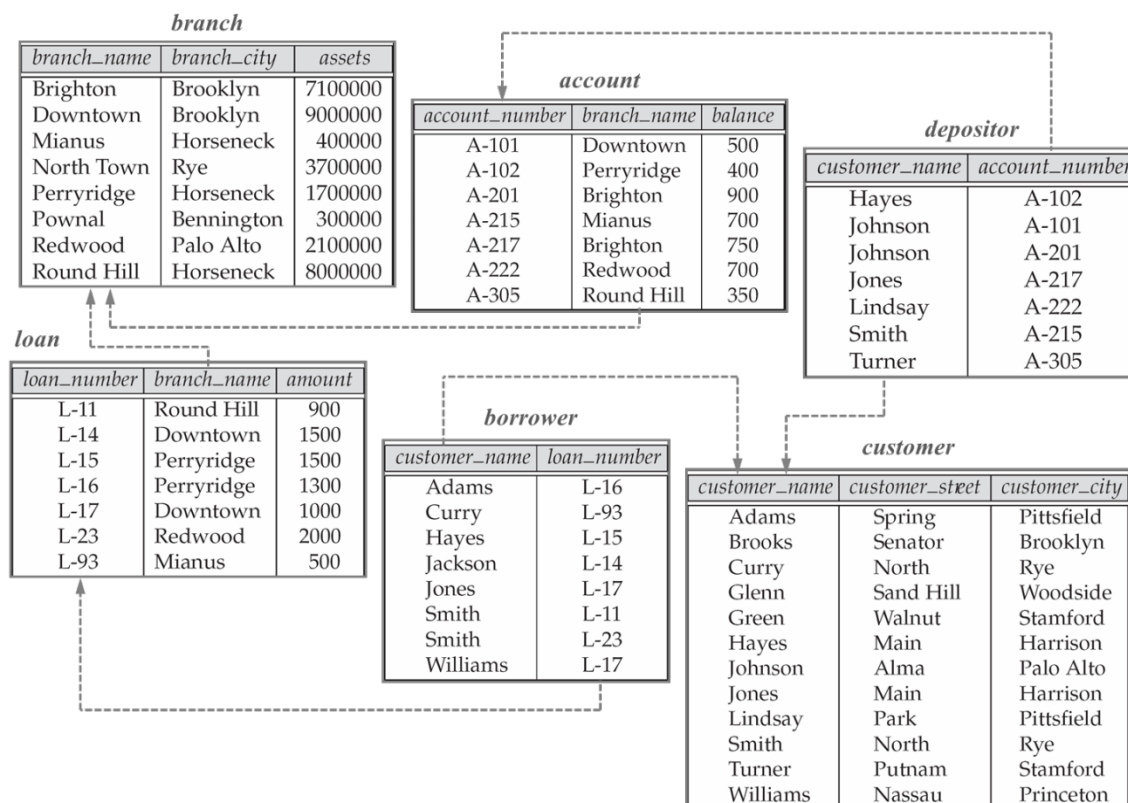 branch
branch_name branch_city assets
Brighton Brooklyn 7100000
Downtown Brooklyn 9000000
Mianus Horseneck 400000
North Town Rye 3700000
Perryridge Horseneck 1700000
Pownal Bennington 300000
Redwood Palo Alto 2100000
Round Hill Horseneck 8000000
account
account_number branch_name balance
A-101 Downtown 500
A-102 Perryridge 400
A-201 Brighton 900
A-215 Mianus 700
A-217 Brighton 750
A-222 Redwood 700
A-305 Round Hill 350
depositor
customer_name account_number
Hayes A-102
Johnson A-101
Johnson A-201
Jones A-217
Lindsay A-222
Smith A-215
Turner A-305
loan
loan_number branch_name amount
L-11 Round Hill 900
L-14 Downtown 1500
L-15 Perryridge 1500
L-16 Perryridge 1300
L-17 Downtown 1000
L-23 Redwood 2000
L-93 Mianus 500
borrower
customer_name loan_number
Adams L-16
Curry L-93
Hayes L-15
Jackson L-14
Jones L-17
Smith L-11
Smith L-23
Williams L-17
customer
customer_name customer_street customer_city
Adams Spring Pittsfield
Brooks Senator Brooklyn
Curry North Rye
Glenn Sand Hill Woodside
Green Walnut Stamford
Hayes Main Harrison
Johnson Alma Palo Alto
Jones Main Harrison
Lindsay Park Pittsfield
Smith North Rye
Turner Putnam Stamford
Williams Nassau Princeton